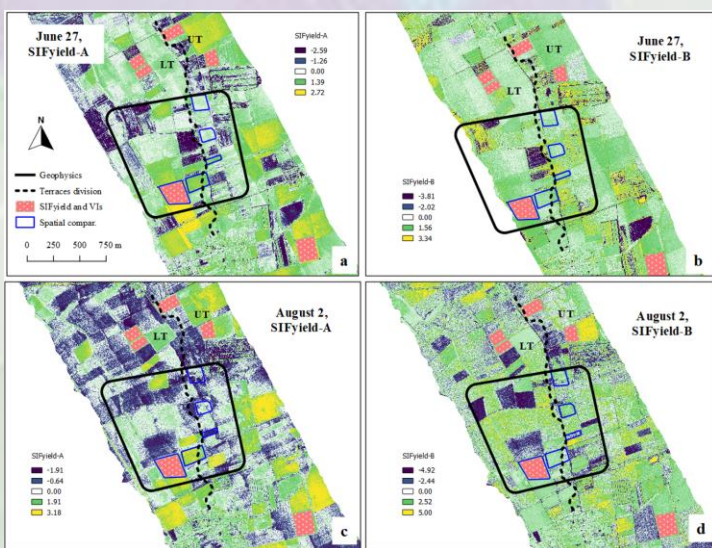 June 27,
SIFyield-A
UT
LT
SIFyield-A
-2.59
-1.26
0.00
1.39
2.72
N
Geophysics
Terraces division
SIFyield and VIs
Spatial compar.
0 250 500 750 m
a
June 27,
SIFyield-B
UT
LT
SIFyield-B
-3.81
-2.02
0.00
1.56
3.34
b
August 2,
SIFyield-A
UT
LT
SIFyield-A
-1.91
-0.64
0.00
1.91
3.18
c
August 2,
SIFyield-B
UT
LT
SIFyield-B
-4.92
-2.44
0.00
2.52
5.00
d